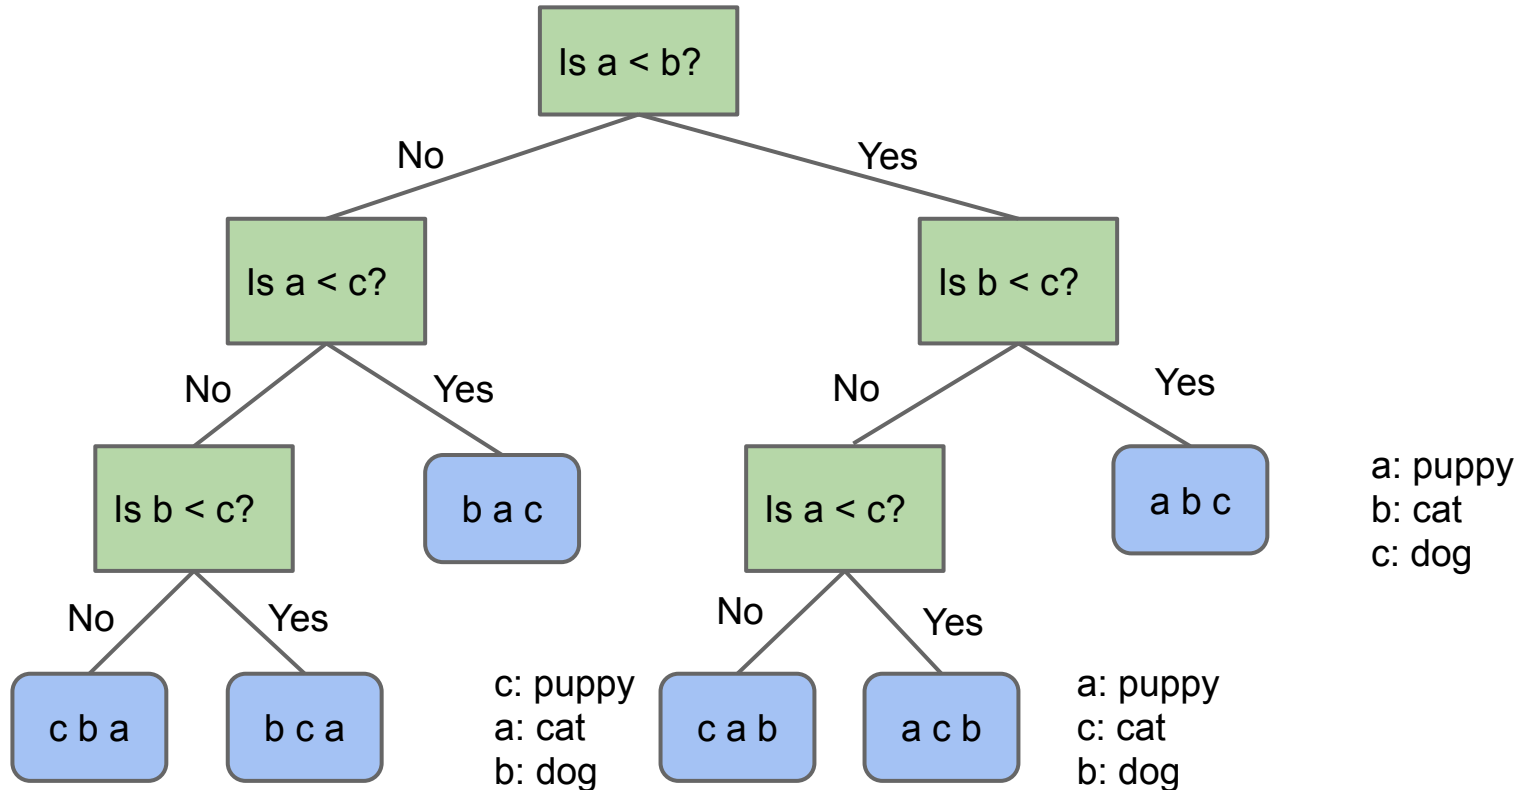 Is a < b?
No
Yes
Is a < c?
Is b < c?
No
Yes
No
Yes
Is b < c?
b a c
Is a < c?
a b c
a: puppy
b: cat
c: dog
No
Yes
No
Yes
c b a
b c a
c: puppy
a: cat
b: dog
c a b
a c b
a: puppy
c: cat
b: dog